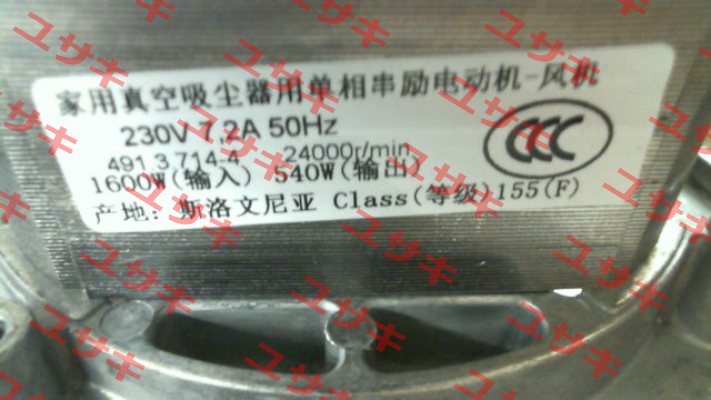 家用真空吸尘器用单相串励电动机-风机
230V 7,2A 50Hz
491.3.714-4 24000r/min
1600W(输入) 540W(输出)
产地: 斯洛文尼亚 Class(等级)155(F)
CCC
ユサキ